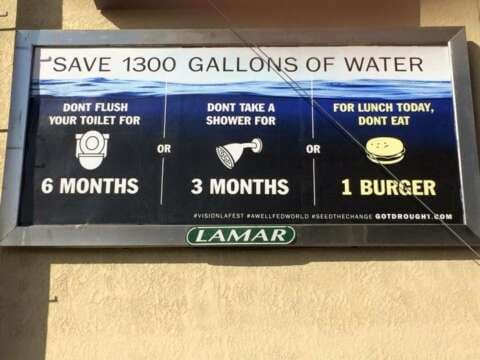 SAVE 1300 GALLONS OF WATER
DONT FLUSH
YOUR TOILET FOR
6 MONTHS
OR
DONT TAKE A
SHOWER FOR
3 MONTHS
OR
FOR LUNCH TODAY,
DONT EAT
1 BURGER
#VISIONLAFEST #AWELLFEDWORLD #SEEDTHECHANGE GOTDROUGHT.COM
LAMAR